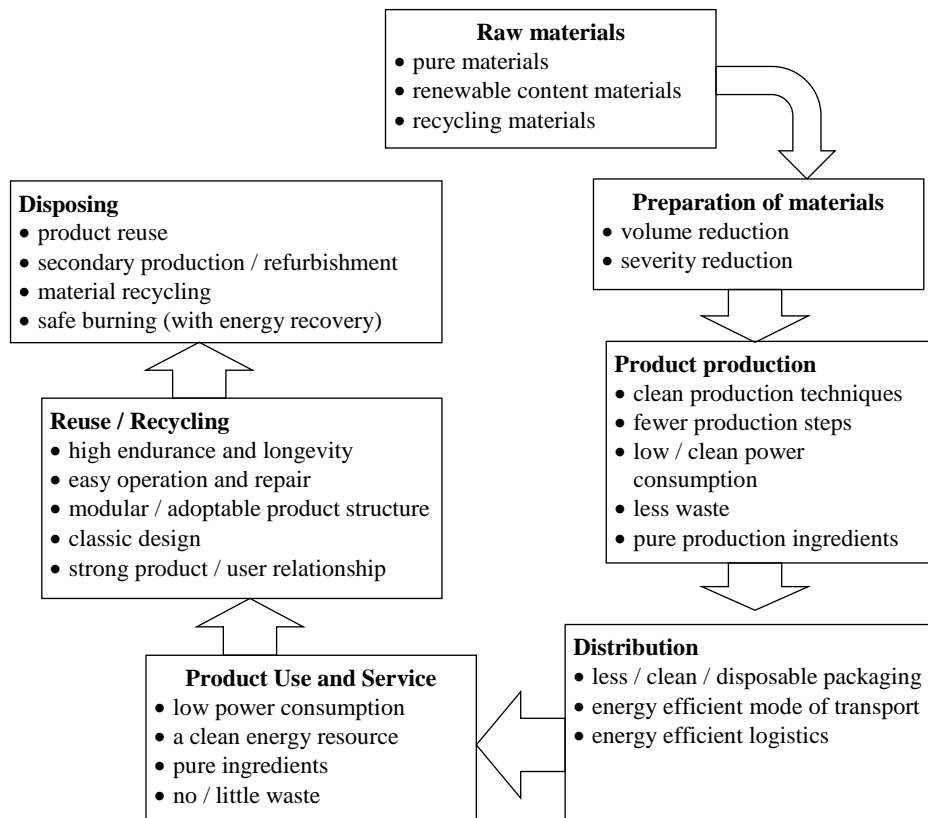 Raw materials
• pure materials
• renewable content materials
• recycling materials
Preparation of materials
• volume reduction
• severity reduction
Product production
• clean production techniques
• fewer production steps
• low / clean power
consumption
• less waste
• pure production ingredients
Distribution
• less / clean / disposable packaging
• energy efficient mode of transport
• energy efficient logistics
Product Use and Service
• low power consumption
• a clean energy resource
• pure ingredients
• no / little waste
Reuse / Recycling
• high endurance and longevity
• easy operation and repair
• modular / adoptable product structure
• classic design
• strong product / user relationship
Disposing
• product reuse
• secondary production / refurbishment
• material recycling
• safe burning (with energy recovery)